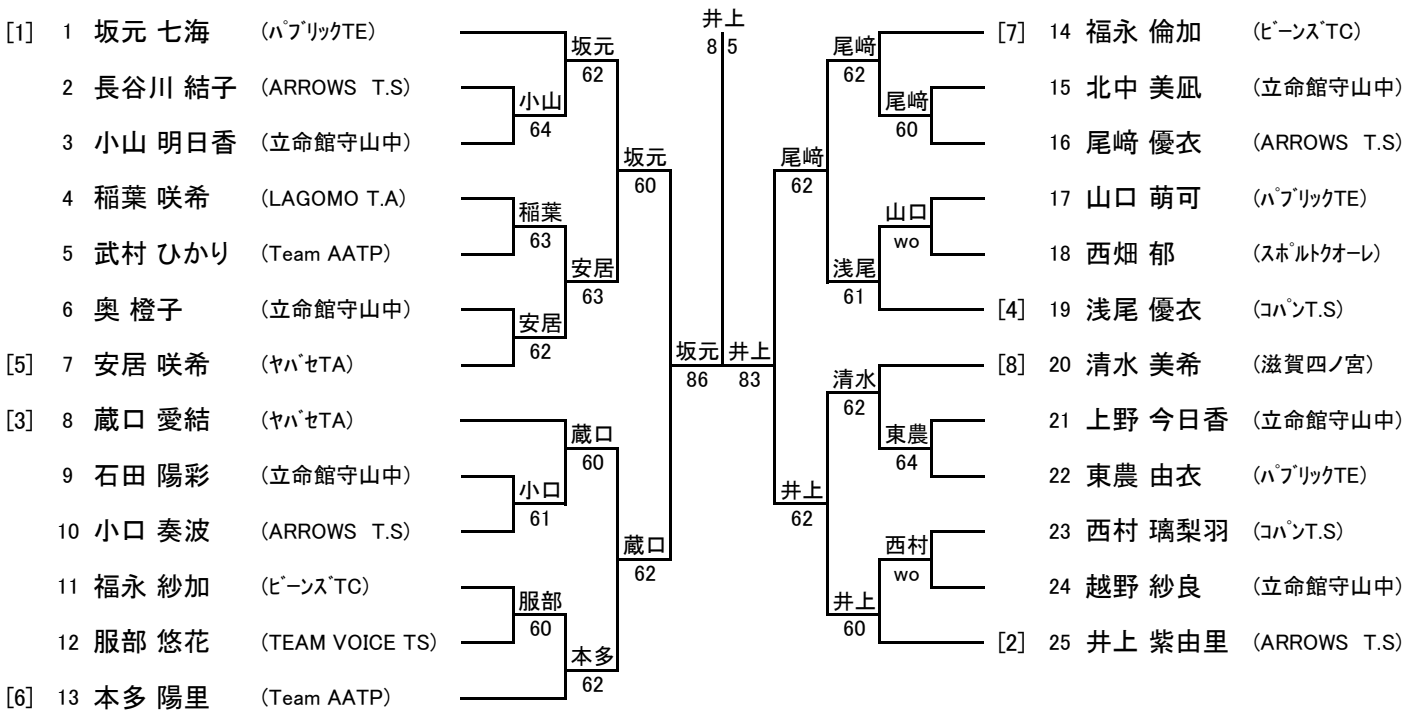 [1] 1 坂元 七海 (ﾊﾟﾌﾞﾘｯｸTE)
2 長谷川 結子 (ARROWS T.S)
3 小山 明日香 (立命館守山中)
4 稲葉 咲希 (LAGOMO T.A)
5 武村 ひかり (Team AATP)
6 奥 橙子 (立命館守山中)
[5] 7 安居 咲希 (ﾔﾊﾞｾTA)
[3] 8 蔵口 愛結 (ﾔﾊﾞｾTA)
9 石田 陽彩 (立命館守山中)
10 小口 奏波 (ARROWS T.S)
11 福永 紗加 (ﾋﾞｰﾝｽﾞTC)
12 服部 悠花 (TEAM VOICE TS)
[6] 13 本多 陽里 (Team AATP)
小山
64
稲葉
63
安居
62
小口
61
服部
60
坂元
62
安居
63
蔵口
60
本多
62
坂元
60
蔵口
62
坂元
86
井上
8 5
井上
83
尾﨑
62
井上
62
尾﨑
62
浅尾
61
清水
62
井上
60
尾﨑
60
山口
wo
東農
64
西村
wo
[7] 14 福永 倫加 (ﾋﾞｰﾝｽﾞTC)
15 北中 美凪 (立命館守山中)
16 尾﨑 優衣 (ARROWS T.S)
17 山口 萌可 (ﾊﾟﾌﾞﾘｯｸTE)
18 西畑 郁 (ｽﾎﾟﾙﾄｸｵｰﾚ)
[4] 19 浅尾 優衣 (ｺﾊﾟﾝT.S)
[8] 20 清水 美希 (滋賀四ノ宮)
21 上野 今日香 (立命館守山中)
22 東農 由衣 (ﾊﾟﾌﾞﾘｯｸTE)
23 西村 璃梨羽 (ｺﾊﾟﾝT.S)
24 越野 紗良 (立命館守山中)
[2] 25 井上 紫由里 (ARROWS T.S)